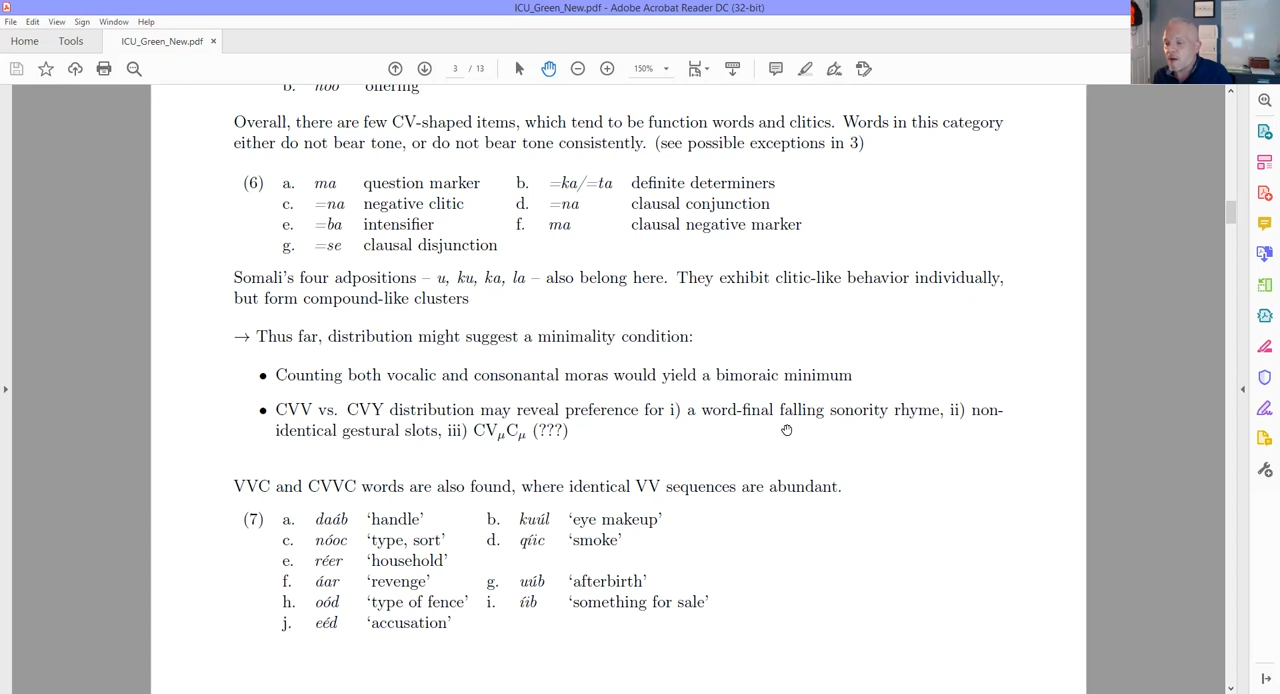 ICU_Green_New.pdf - Adobe Acrobat Reader DC (32-bit)
File Edit View Sign Window Help
Home Tools ICU_Green_New.pdf ×
3 / 13 150%
b. hóo offering
Overall, there are few CV-shaped items, which tend to be function words and clitics. Words in this category
either do not bear tone, or do not bear tone consistently. (see possible exceptions in 3)
(6) a. ma question marker b. =ka/=ta definite determiners
c. =na negative clitic d. =na clausal conjunction
e. =ba intensifier f. ma clausal negative marker
g. =se clausal disjunction
Somali's four adpositions – u, ku, ka, la – also belong here. They exhibit clitic-like behavior individually,
but form compound-like clusters
→ Thus far, distribution might suggest a minimality condition:
• Counting both vocalic and consonantal moras would yield a bimoraic minimum
• CVV vs. CVY distribution may reveal preference for i) a word-final falling sonority rhyme, ii) non-
identical gestural slots, iii) CVμCμ (???)
VVC and CVVC words are also found, where identical VV sequences are abundant.
(7) a. daáb ‘handle’ b. kuúl ‘eye makeup’
c. nóoc ‘type, sort’ d. qíic ‘smoke’
e. réer ‘household’
f. áar ‘revenge’ g. uúb ‘afterbirth’
h. oód ‘type of fence’ i. íib ‘something for sale’
j. eéd ‘accusation’